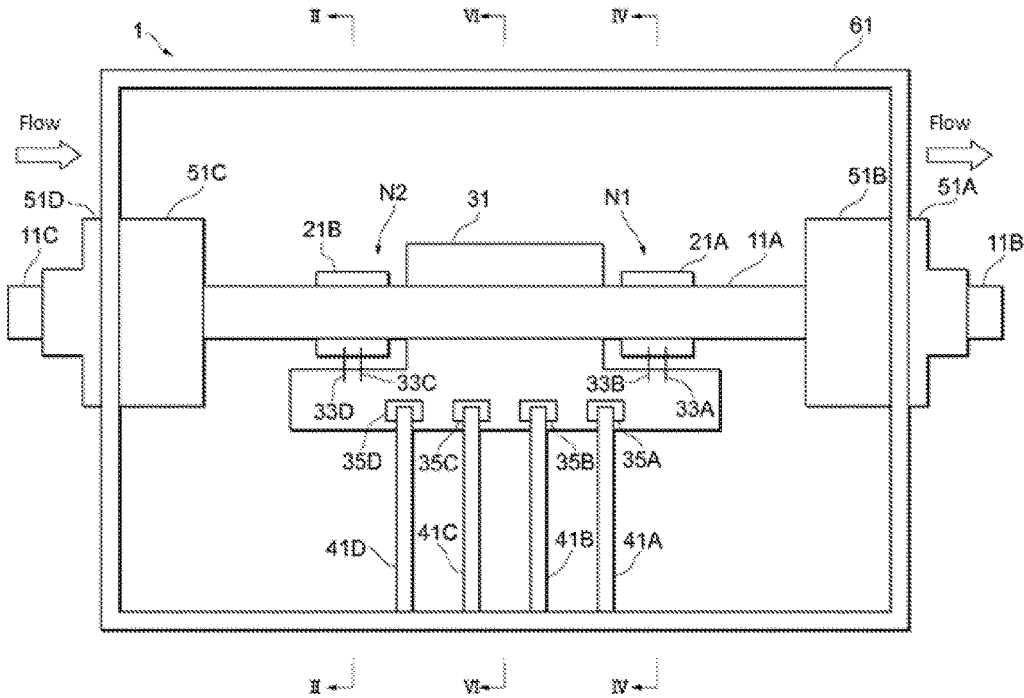 II VI IV
1 61
Flow Flow
51D 51C 51B 51A
11C N2 31 N1 11B
21B 21A 11A
33C 33B
33D 33A
35D 35C 35B 35A
41D 41C 41B 41A
II VI IV